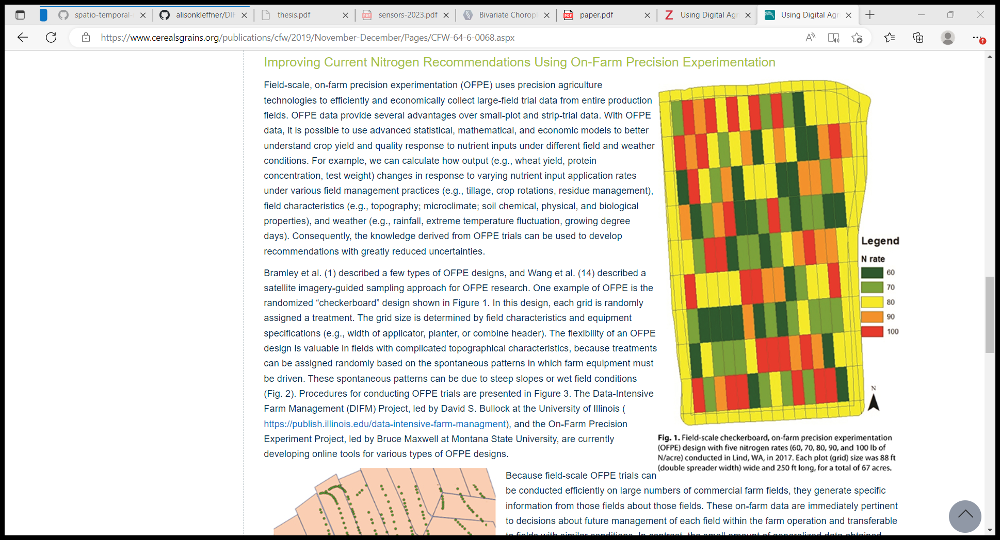 spatio-temporal-
alisonkleffner/DIF
thesis.pdf
sensors-2023.pdf
Bivariate Choropl
paper.pdf
Using Digital Agr
Using Digital Agr
https://www.cerealsgrains.org/publications/cfw/2019/November-December/Pages/CFW-64-6-0068.aspx
Improving Current Nitrogen Recommendations Using On-Farm Precision Experimentation
Field-scale, on-farm precision experimentation (OFPE) uses precision agriculture
technologies to efficiently and economically collect large-field trial data from entire production
fields. OFPE data provide several advantages over small-plot and strip-trial data. With OFPE
data, it is possible to use advanced statistical, mathematical, and economic models to better
understand crop yield and quality response to nutrient inputs under different field and weather
conditions. For example, we can calculate how output (e.g., wheat yield, protein
concentration, test weight) changes in response to varying nutrient input application rates
under various field management practices (e.g., tillage, crop rotations, residue management),
field characteristics (e.g., topography; microclimate; soil chemical, physical, and biological
properties), and weather (e.g., rainfall, extreme temperature fluctuation, growing degree
days). Consequently, the knowledge derived from OFPE trials can be used to develop
recommendations with greatly reduced uncertainties.
Bramley et al. (1) described a few types of OFPE designs, and Wang et al. (14) described a
satellite imagery-guided sampling approach for OFPE research. One example of OFPE is the
randomized “checkerboard” design shown in Figure 1. In this design, each grid is randomly
assigned a treatment. The grid size is determined by field characteristics and equipment
specifications (e.g., width of applicator, planter, or combine header). The flexibility of an OFPE
design is valuable in fields with complicated topographical characteristics, because treatments
can be assigned randomly based on the spontaneous patterns in which farm equipment must
be driven. These spontaneous patterns can be due to steep slopes or wet field conditions
(Fig. 2). Procedures for conducting OFPE trials are presented in Figure 3. The Data-Intensive
Farm Management (DIFM) Project, led by David S. Bullock at the University of Illinois (
https://publish.illinois.edu/data-intensive-farm-managment), and the On-Farm Precision
Experiment Project, led by Bruce Maxwell at Montana State University, are currently
developing online tools for various types of OFPE designs.
Legend
N rate
60
70
80
90
100
N
Fig. 1. Field-scale checkerboard, on-farm precision experimentation
(OFPE) design with five nitrogen rates (60, 70, 80, 90, and 100 lb of
N/acre) conducted in Lind, WA, in 2017. Each plot (grid) size was 88 ft
(double spreader width) wide and 250 ft long, for a total of 67 acres.
Because field-scale OFPE trials can
be conducted efficiently on large numbers of commercial farm fields, they generate specific
information from those fields about those fields. These on-farm data are immediately pertinent
to decisions about future management of each field within the farm operation and transferable
to fields with similar conditions. In contrast, the small amount of generalized data obtained